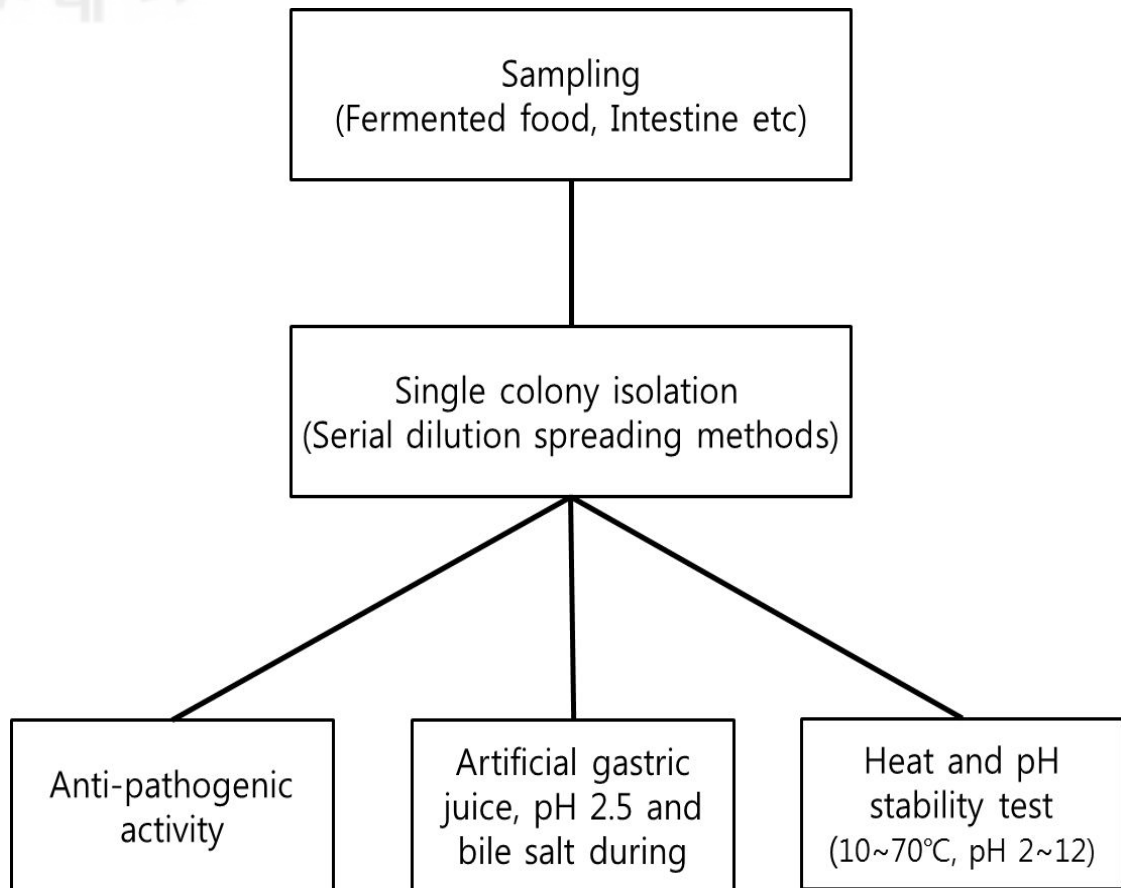 Sampling
(Fermented food, Intestine etc)
Single colony isolation
(Serial dilution spreading methods)
Anti-pathogenic
activity
Artificial gastric
juice, pH 2.5 and
bile salt during
Heat and pH
stability test
(10~70℃, pH 2~12)